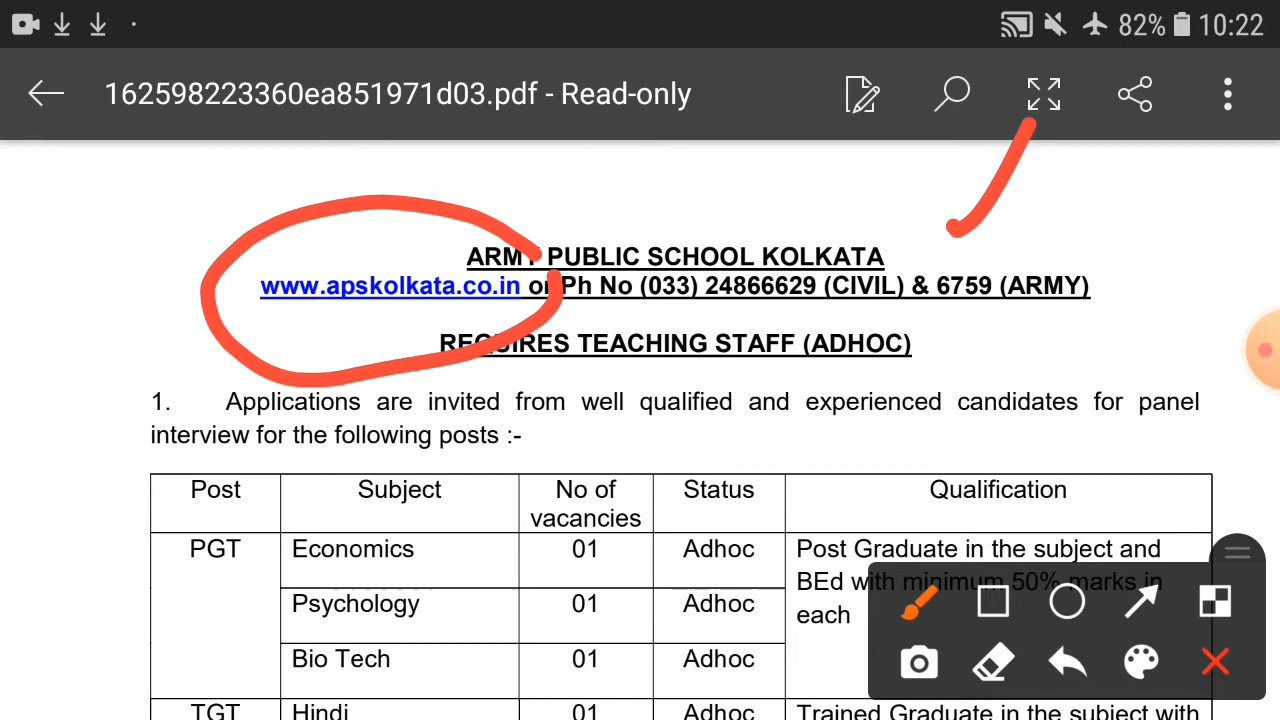 82% 10:22
162598223360ea851971d03.pdf - Read-only
ARMY PUBLIC SCHOOL KOLKATA
www.apskolkata.co.in or Ph No (033) 24866629 (CIVIL) & 6759 (ARMY)
REQUIRES TEACHING STAFF (ADHOC)
1. Applications are invited from well qualified and experienced candidates for panel
interview for the following posts :-
Post Subject No of vacancies Status Qualification
PGT Economics 01 Adhoc Post Graduate in the subject and
BEd with minimum 50% marks in
each
Psychology 01 Adhoc
Bio Tech 01 Adhoc
TGT Hindi 01 Adhoc Trained Graduate in the subject with